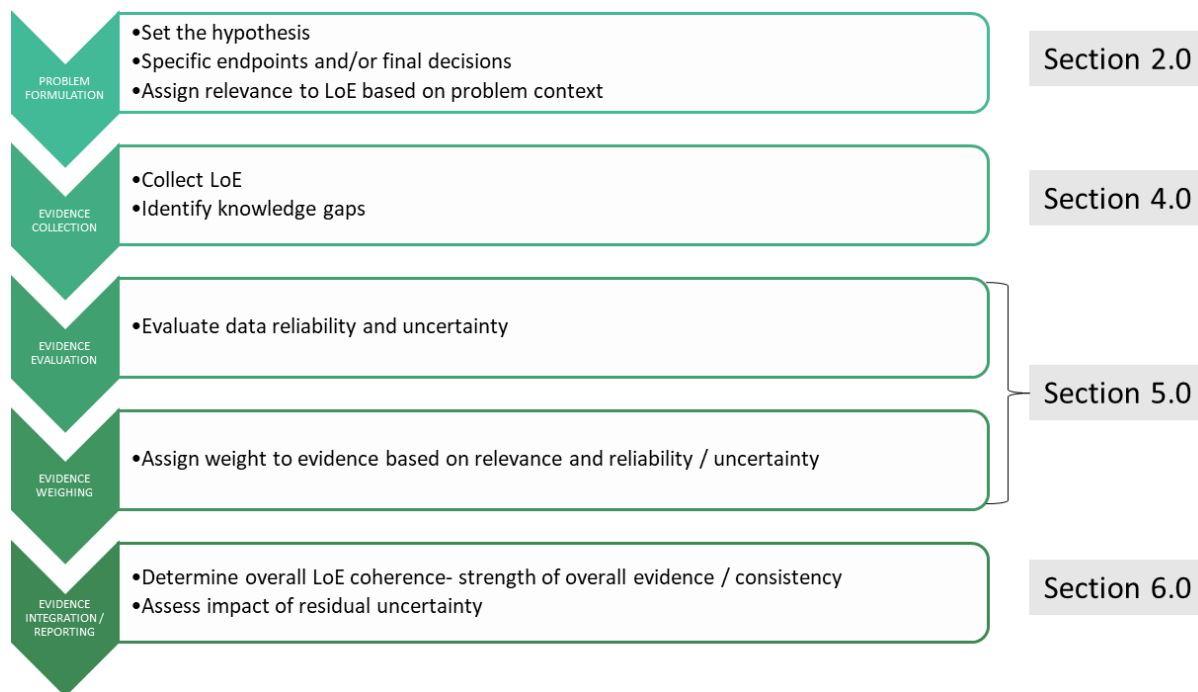 PROBLEM
FORMULATION
•Set the hypothesis
•Specific endpoints and/or final decisions
•Assign relevance to LoE based on problem context
Section 2.0
EVIDENCE
COLLECTION
•Collect LoE
•Identify knowledge gaps
Section 4.0
EVIDENCE
EVALUATION
•Evaluate data reliability and uncertainty
Section 5.0
EVIDENCE
WEIGHING
•Assign weight to evidence based on relevance and reliability / uncertainty
EVIDENCE
INTEGRATION /
REPORTING
•Determine overall LoE coherence- strength of overall evidence / consistency
•Assess impact of residual uncertainty
Section 6.0